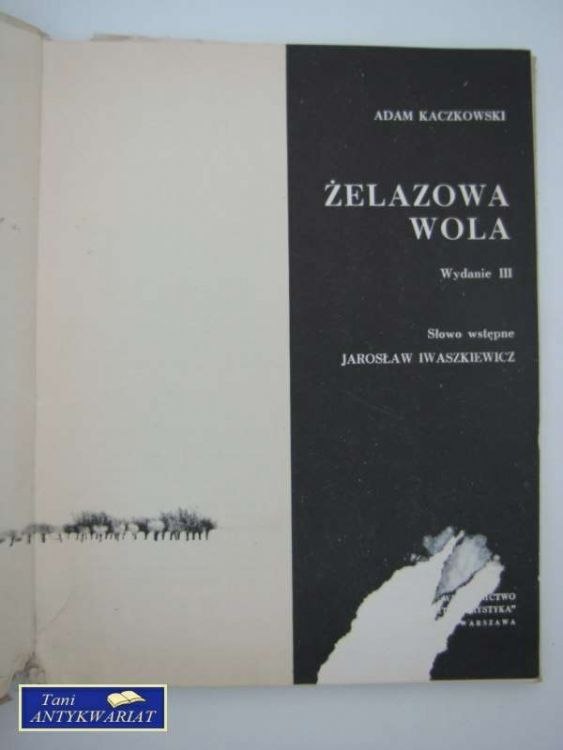 ADAM KACZKOWSKI
ŻELAZOWA
WOLA
Wydanie III
Słowo wstępne
JAROSŁAW IWASZKIEWICZ
WARSZAWA
Tani
ANTYKWARIAT